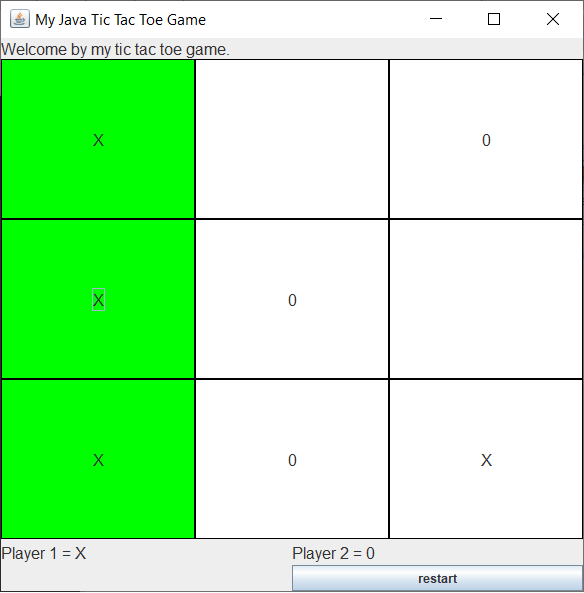 My Java Tic Tac Toe Game
Welcome by my tic tac toe game.
X 0
X 0
X 0 X
Player 1 = X Player 2 = 0
restart